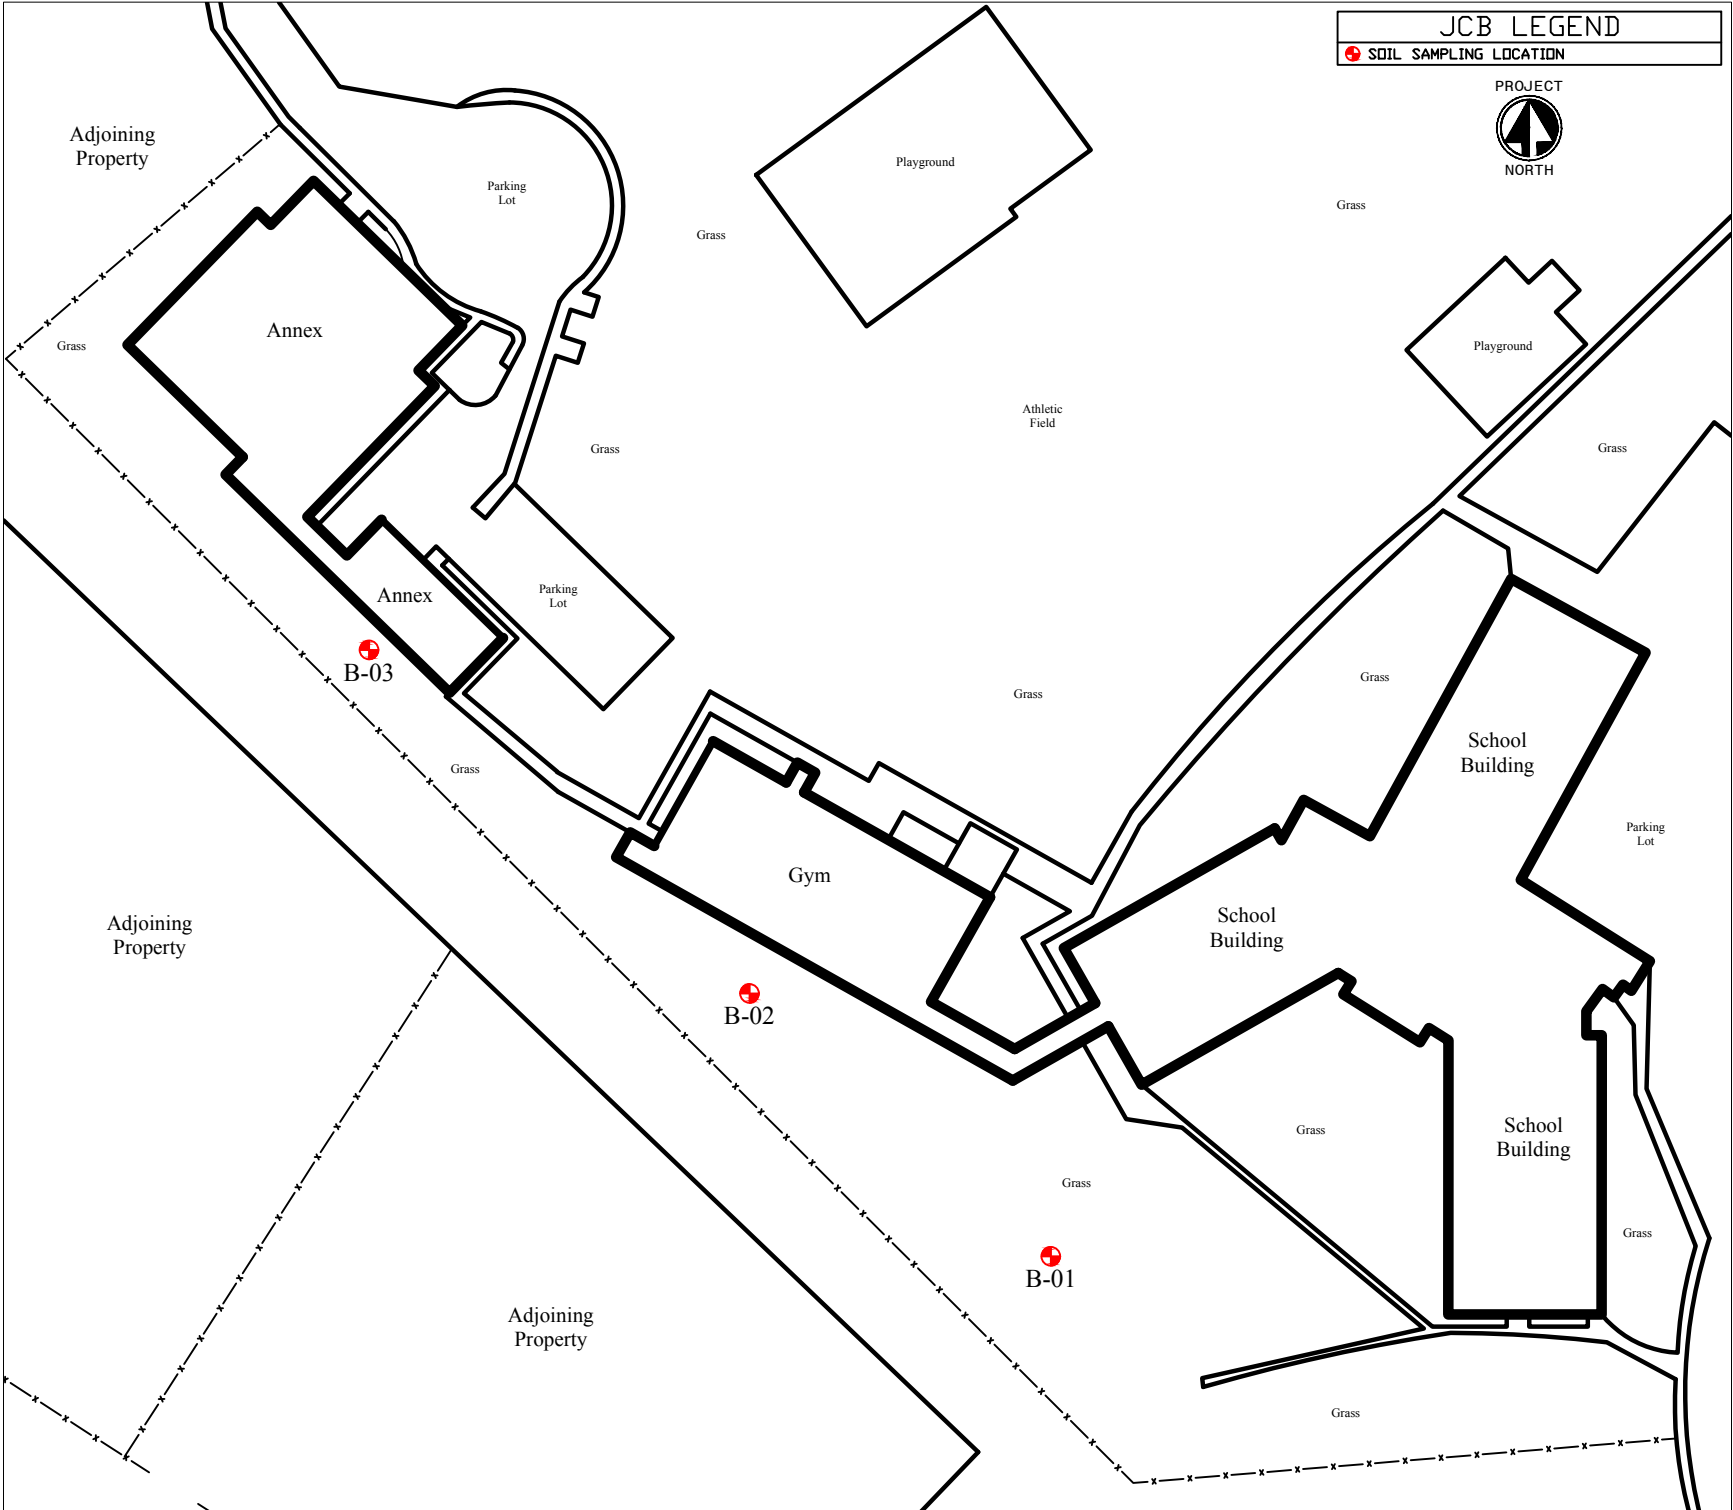 JCB LEGEND
SOIL SAMPLING LOCATION
PROJECT
NORTH
Adjoining
Property
Parking
Lot
Playground
Grass
Grass
Annex
Grass
Playground
Athletic
Field
Grass
Grass
Annex
Parking
Lot
B-03
Grass
Grass
School
Building
Grass
Parking
Lot
Gym
School
Building
Adjoining
Property
B-02
Grass
School
Building
Grass
Grass
B-01
Adjoining
Property
Grass